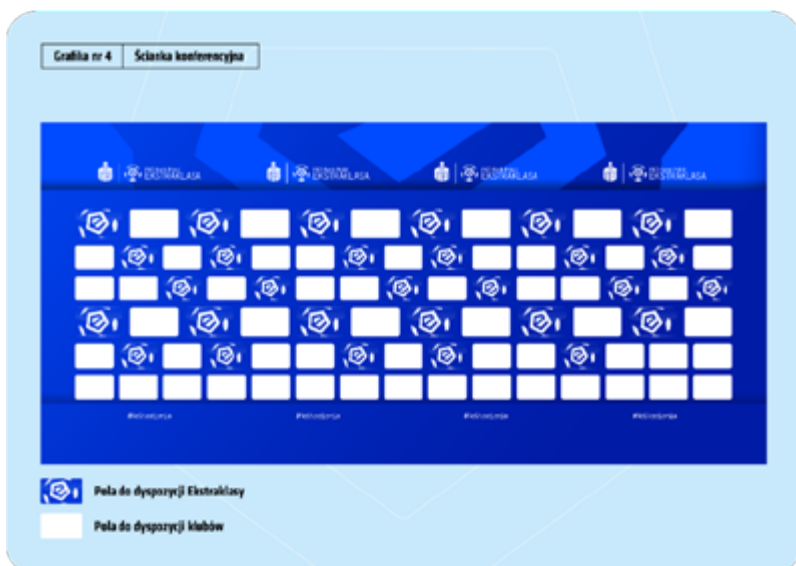 Grafika nr 4 Ścianka konferencyjna
EKSTRAKLASA EKSTRAKLASA EKSTRAKLASA EKSTRAKLASA
Pola do dyspozycji Ekstraklasy
Pola do dyspozycji klubów